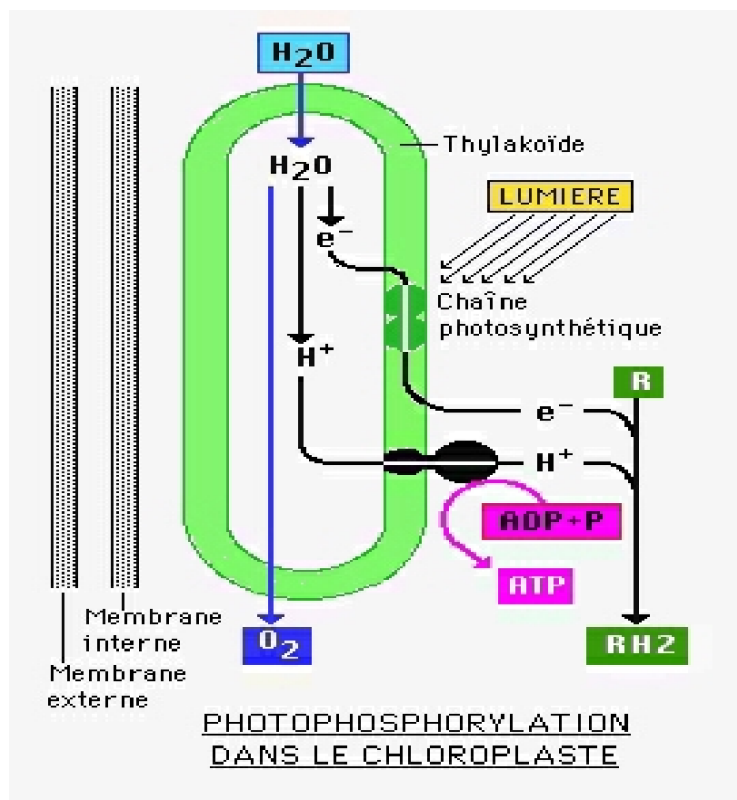 H2O
Thylakoïde
H2O
LUMIERE
e-
Chaîne
photosynthétique
H+
R
e-
H+
ADP+P
ATP
Membrane
interne
O2
RH2
Membrane
externe
PHOTOPHOSPHORYLATION
DANS LE CHLOROPLASTE